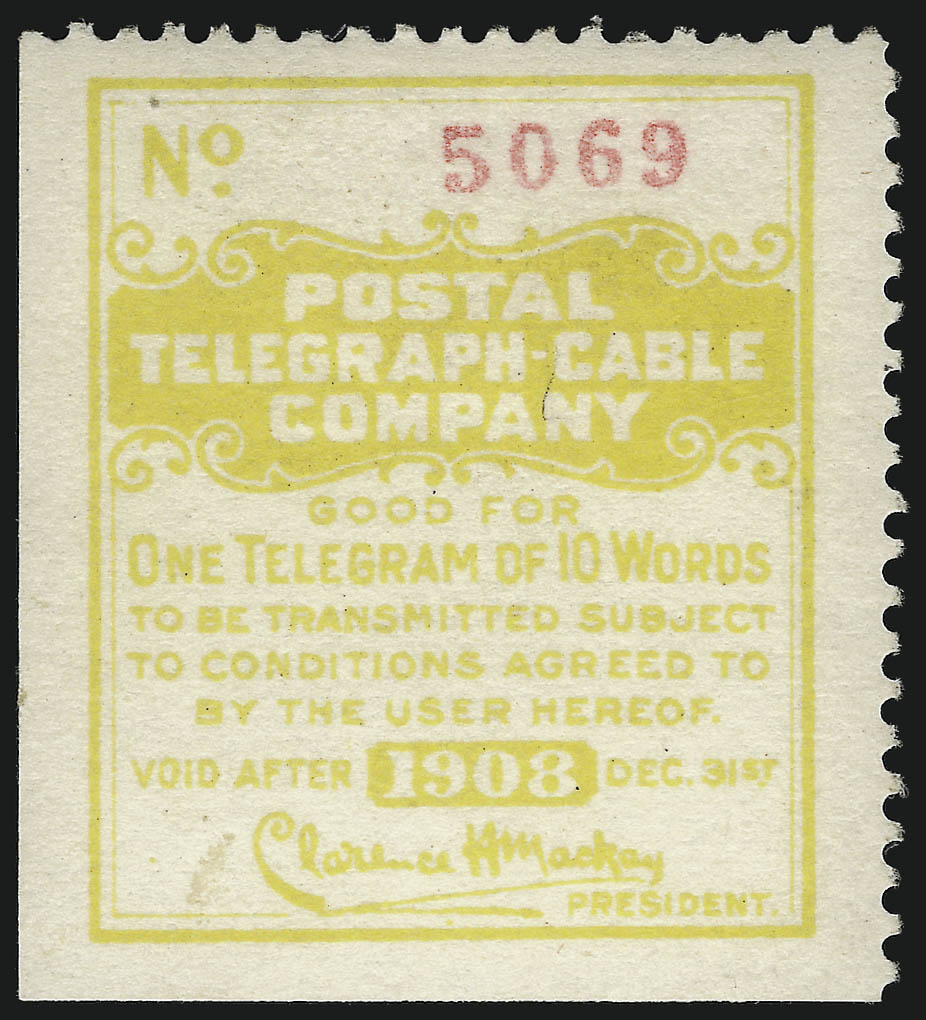 No 5069
POSTAL
TELEGRAPH-CABLE
COMPANY
GOOD FOR
ONE TELEGRAM OF 10 WORDS
TO BE TRANSMITTED SUBJECT
TO CONDITIONS AGREED TO
BY THE USER HEREOF.
VOID AFTER 1908 DEC. 31ST
Clarence H Mackay
PRESIDENT.